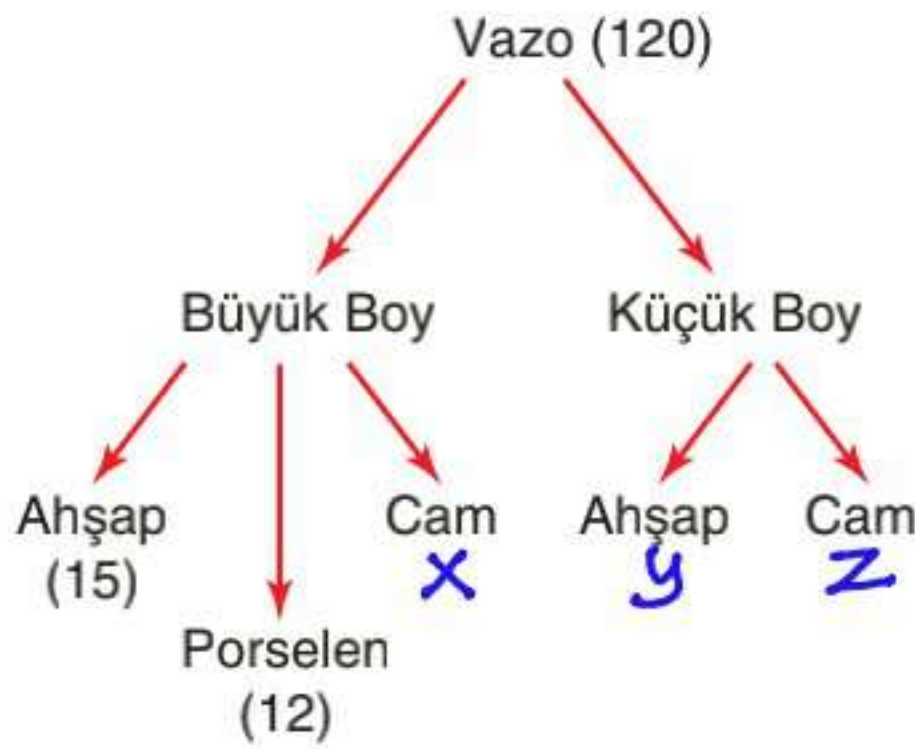 Vazo (120)
Büyük Boy
Küçük Boy
Ahşap
(15)
Porselen
(12)
Cam
x
Ahşap
y
Cam
z